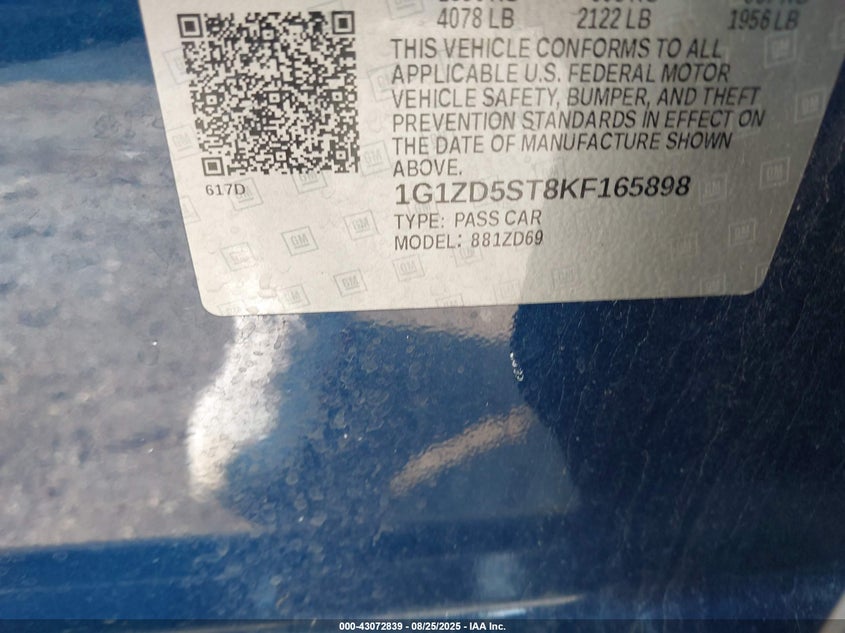 4078 LB 2122 LB 1956 LB
THIS VEHICLE CONFORMS TO ALL
APPLICABLE U.S. FEDERAL MOTOR
VEHICLE SAFETY, BUMPER, AND THEFT
PREVENTION STANDARDS IN EFFECT ON
THE DATE OF MANUFACTURE SHOWN
ABOVE.
617D
1G1ZD5ST8KF165898
TYPE: PASS CAR
MODEL: 881ZD69
000-43072839 / 08/25/2025 - IAA Inc.